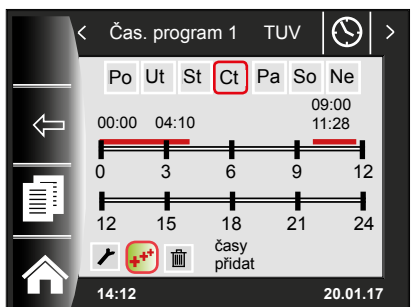 Čas. program 1 TUV
Po Ut St Ct Pa So Ne
09:00
00:00 04:10 11:28
0 3 6 9 12
12 15 18 21 24
časy
přidat
14:12 20.01.17